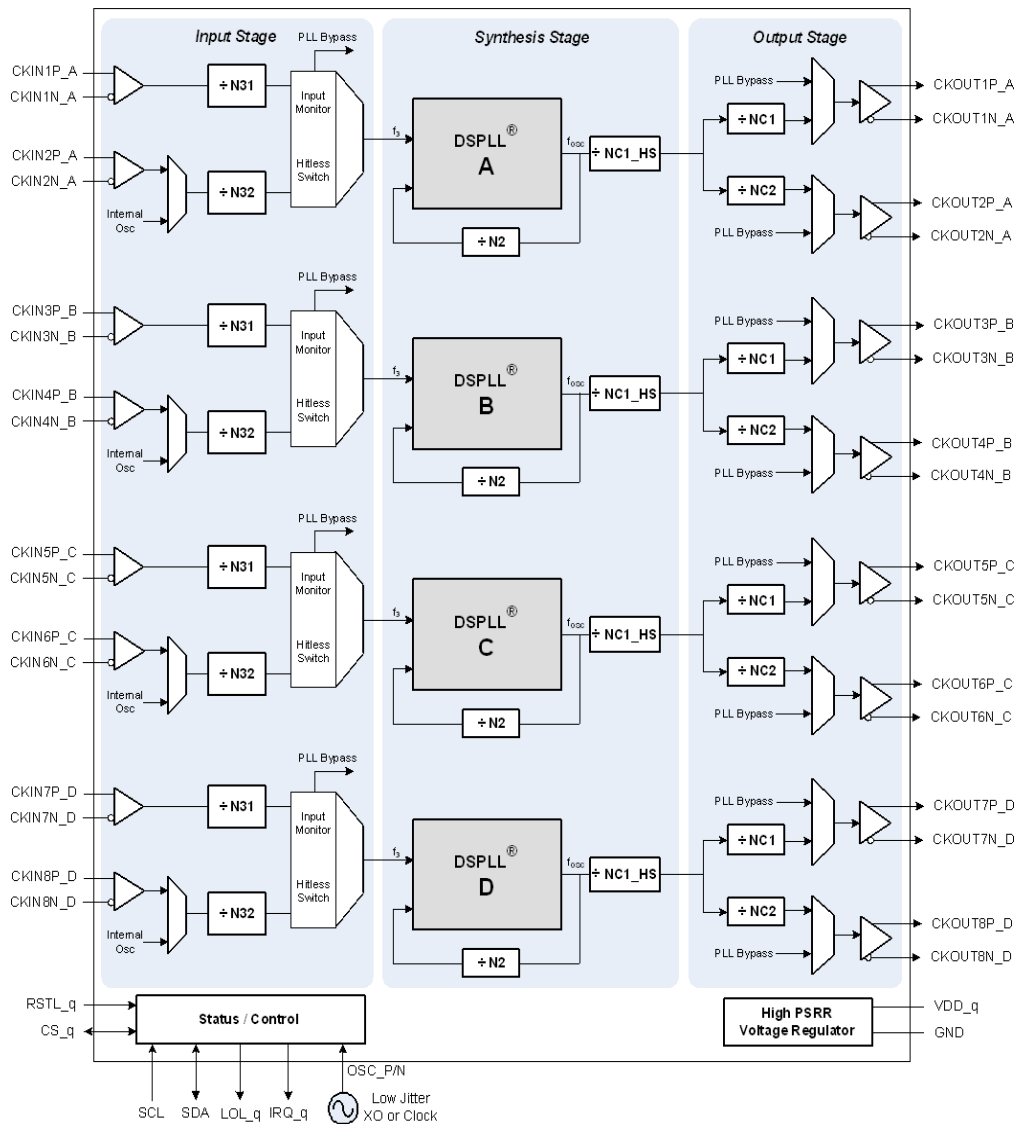 Input Stage
Synthesis Stage
Output Stage
PLL Bypass
CKIN1P_A
CKIN1N_A
÷ N31
Input
Monitor
Hitless
Switch
CKIN2P_A
CKIN2N_A
Internal
Osc
÷ N32
f3
DSPLL®
A
fOSC
÷ NC1_HS
÷ N2
PLL Bypass
÷ NC1
CKOUT1P_A
CKOUT1N_A
÷ NC2
PLL Bypass
CKOUT2P_A
CKOUT2N_A
PLL Bypass
CKIN3P_B
CKIN3N_B
÷ N31
Input
Monitor
Hitless
Switch
CKIN4P_B
CKIN4N_B
Internal
Osc
÷ N32
f3
DSPLL®
B
fOSC
÷ NC1_HS
÷ N2
PLL Bypass
÷ NC1
CKOUT3P_B
CKOUT3N_B
÷ NC2
PLL Bypass
CKOUT4P_B
CKOUT4N_B
PLL Bypass
CKIN5P_C
CKIN5N_C
÷ N31
Input
Monitor
Hitless
Switch
CKIN6P_C
CKIN6N_C
Internal
Osc
÷ N32
f3
DSPLL®
C
fOSC
÷ NC1_HS
÷ N2
PLL Bypass
÷ NC1
CKOUT5P_C
CKOUT5N_C
÷ NC2
PLL Bypass
CKOUT6P_C
CKOUT6N_C
PLL Bypass
CKIN7P_D
CKIN7N_D
÷ N31
Input
Monitor
Hitless
Switch
CKIN8P_D
CKIN8N_D
Internal
Osc
÷ N32
f3
DSPLL®
D
fOSC
÷ NC1_HS
÷ N2
PLL Bypass
÷ NC1
CKOUT7P_D
CKOUT7N_D
÷ NC2
PLL Bypass
CKOUT8P_D
CKOUT8N_D
RSTL_q
CS_q
Status / Control
High PSRR
Voltage Regulator
VDD_q
GND
OSC_P/N
SCL
SDA
LOL_q
IRQ_q
Low Jitter
XO or Clock